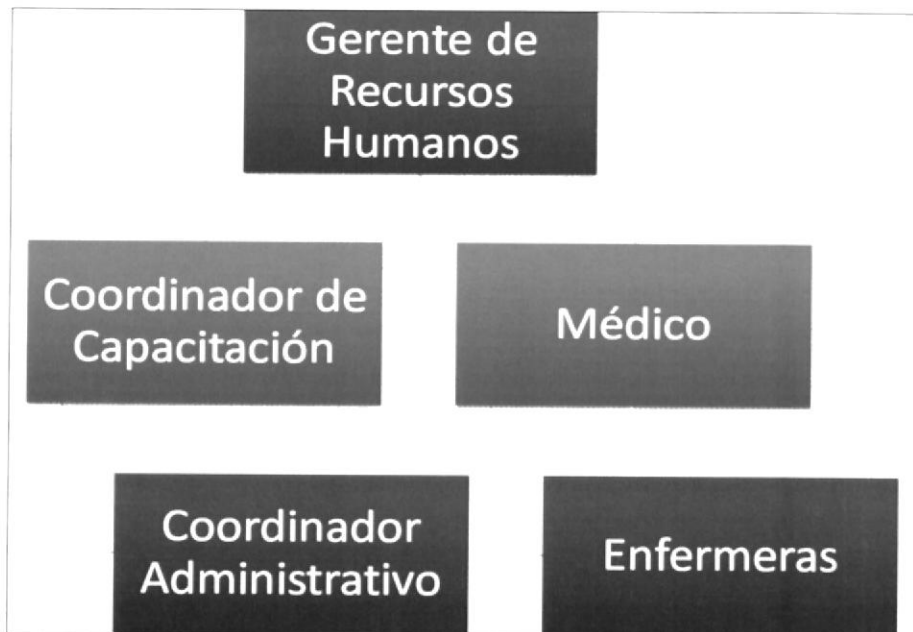 Gerente de
Recursos
Humanos
Coordinador de
Capacitación
Médico
Coordinador
Administrativo
Enfermeras